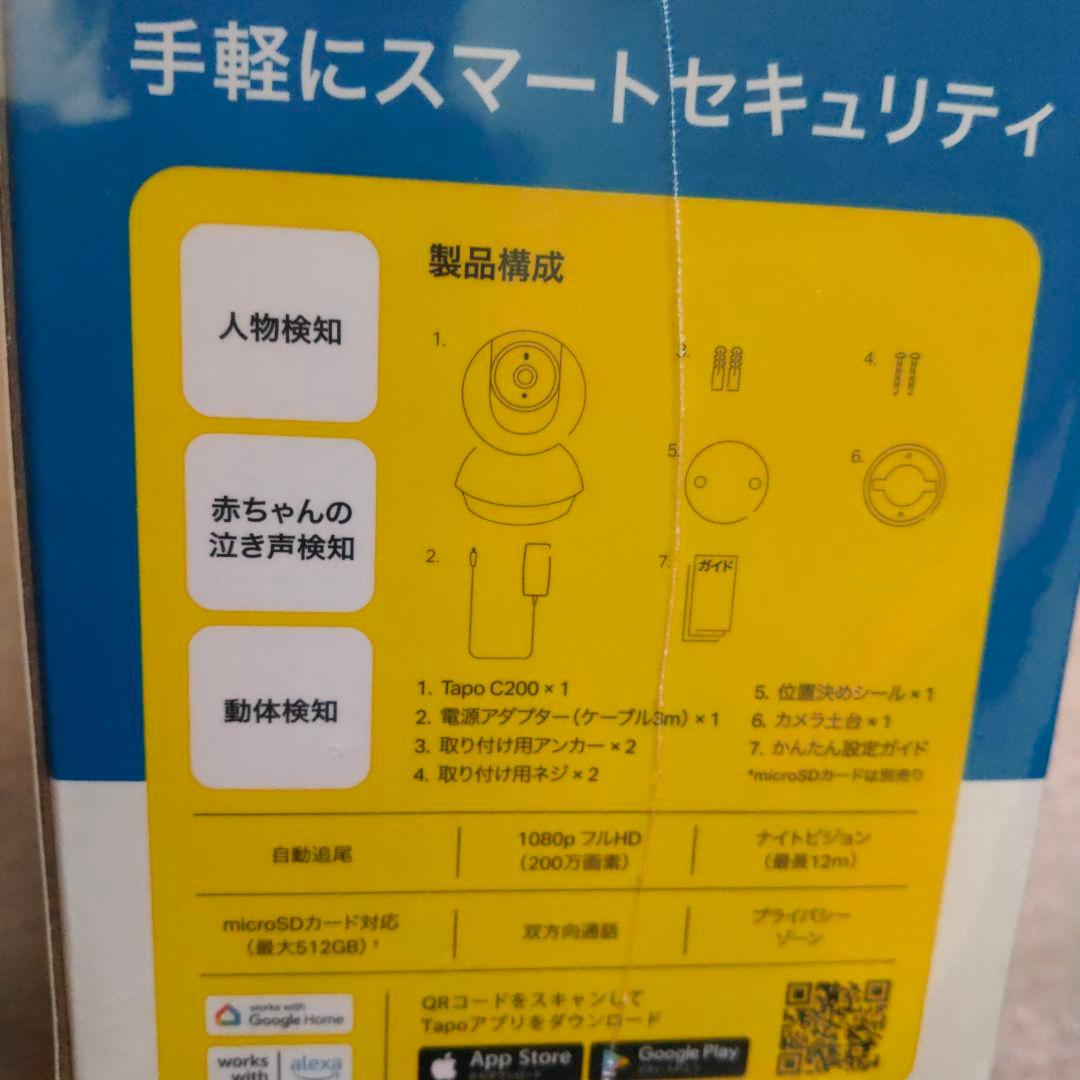 手軽にスマートセキュリティ
人物検知
赤ちゃんの
泣き声検知
動体検知
製品構成
1.
2.
3.
4.
5.
6.
7.
ガイド
1. Tapo C200 × 1
2. 電源アダプター(ケーブル3m) × 1
3. 取り付け用アンカー × 2
4. 取り付け用ネジ × 2
5. 位置決めシール × 1
6. カメラ土台 × 1
7. かんたん設定ガイド
*microSDカードは別売り
自動追尾
1080p フルHD
(200万画素)
ナイトビジョン
(最長12m)
microSDカード対応
(最大512GB)¹
双方向通話
プライバシー
ゾーン
works with
Google Home
works
with
alexa
QRコードをスキャンして
Tapoアプリをダウンロード
App Store
Google Play